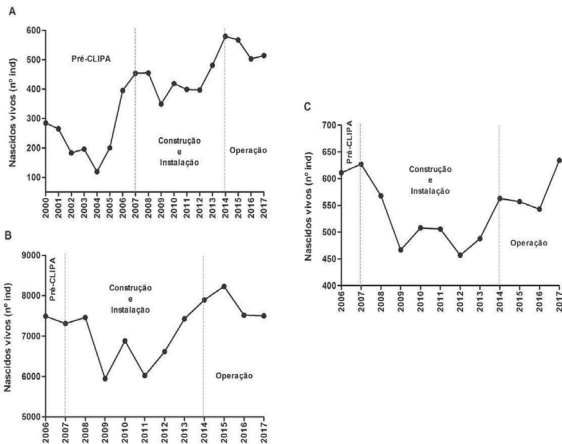 A
Nascidos vivos (nº ind)
600
500
400
300
200
100
Pré-CLIPA
Construção
e
Instalação
Operação
2000
2001
2002
2003
2004
2005
2006
2007
2008
2009
2010
2011
2012
2013
2014
2015
2016
2017
B
Nascidos vivos (nº ind)
9000
8000
7000
6000
5000
Pré-CLIPA
Construção
e
Instalação
Operação
2006
2007
2008
2009
2010
2011
2012
2013
2014
2015
2016
2017
C
Nascidos vivos (nº ind)
700
650
600
550
500
450
400
Pré-CLIPA
Construção
e
Instalação
Operação
2006
2007
2008
2009
2010
2011
2012
2013
2014
2015
2016
2017